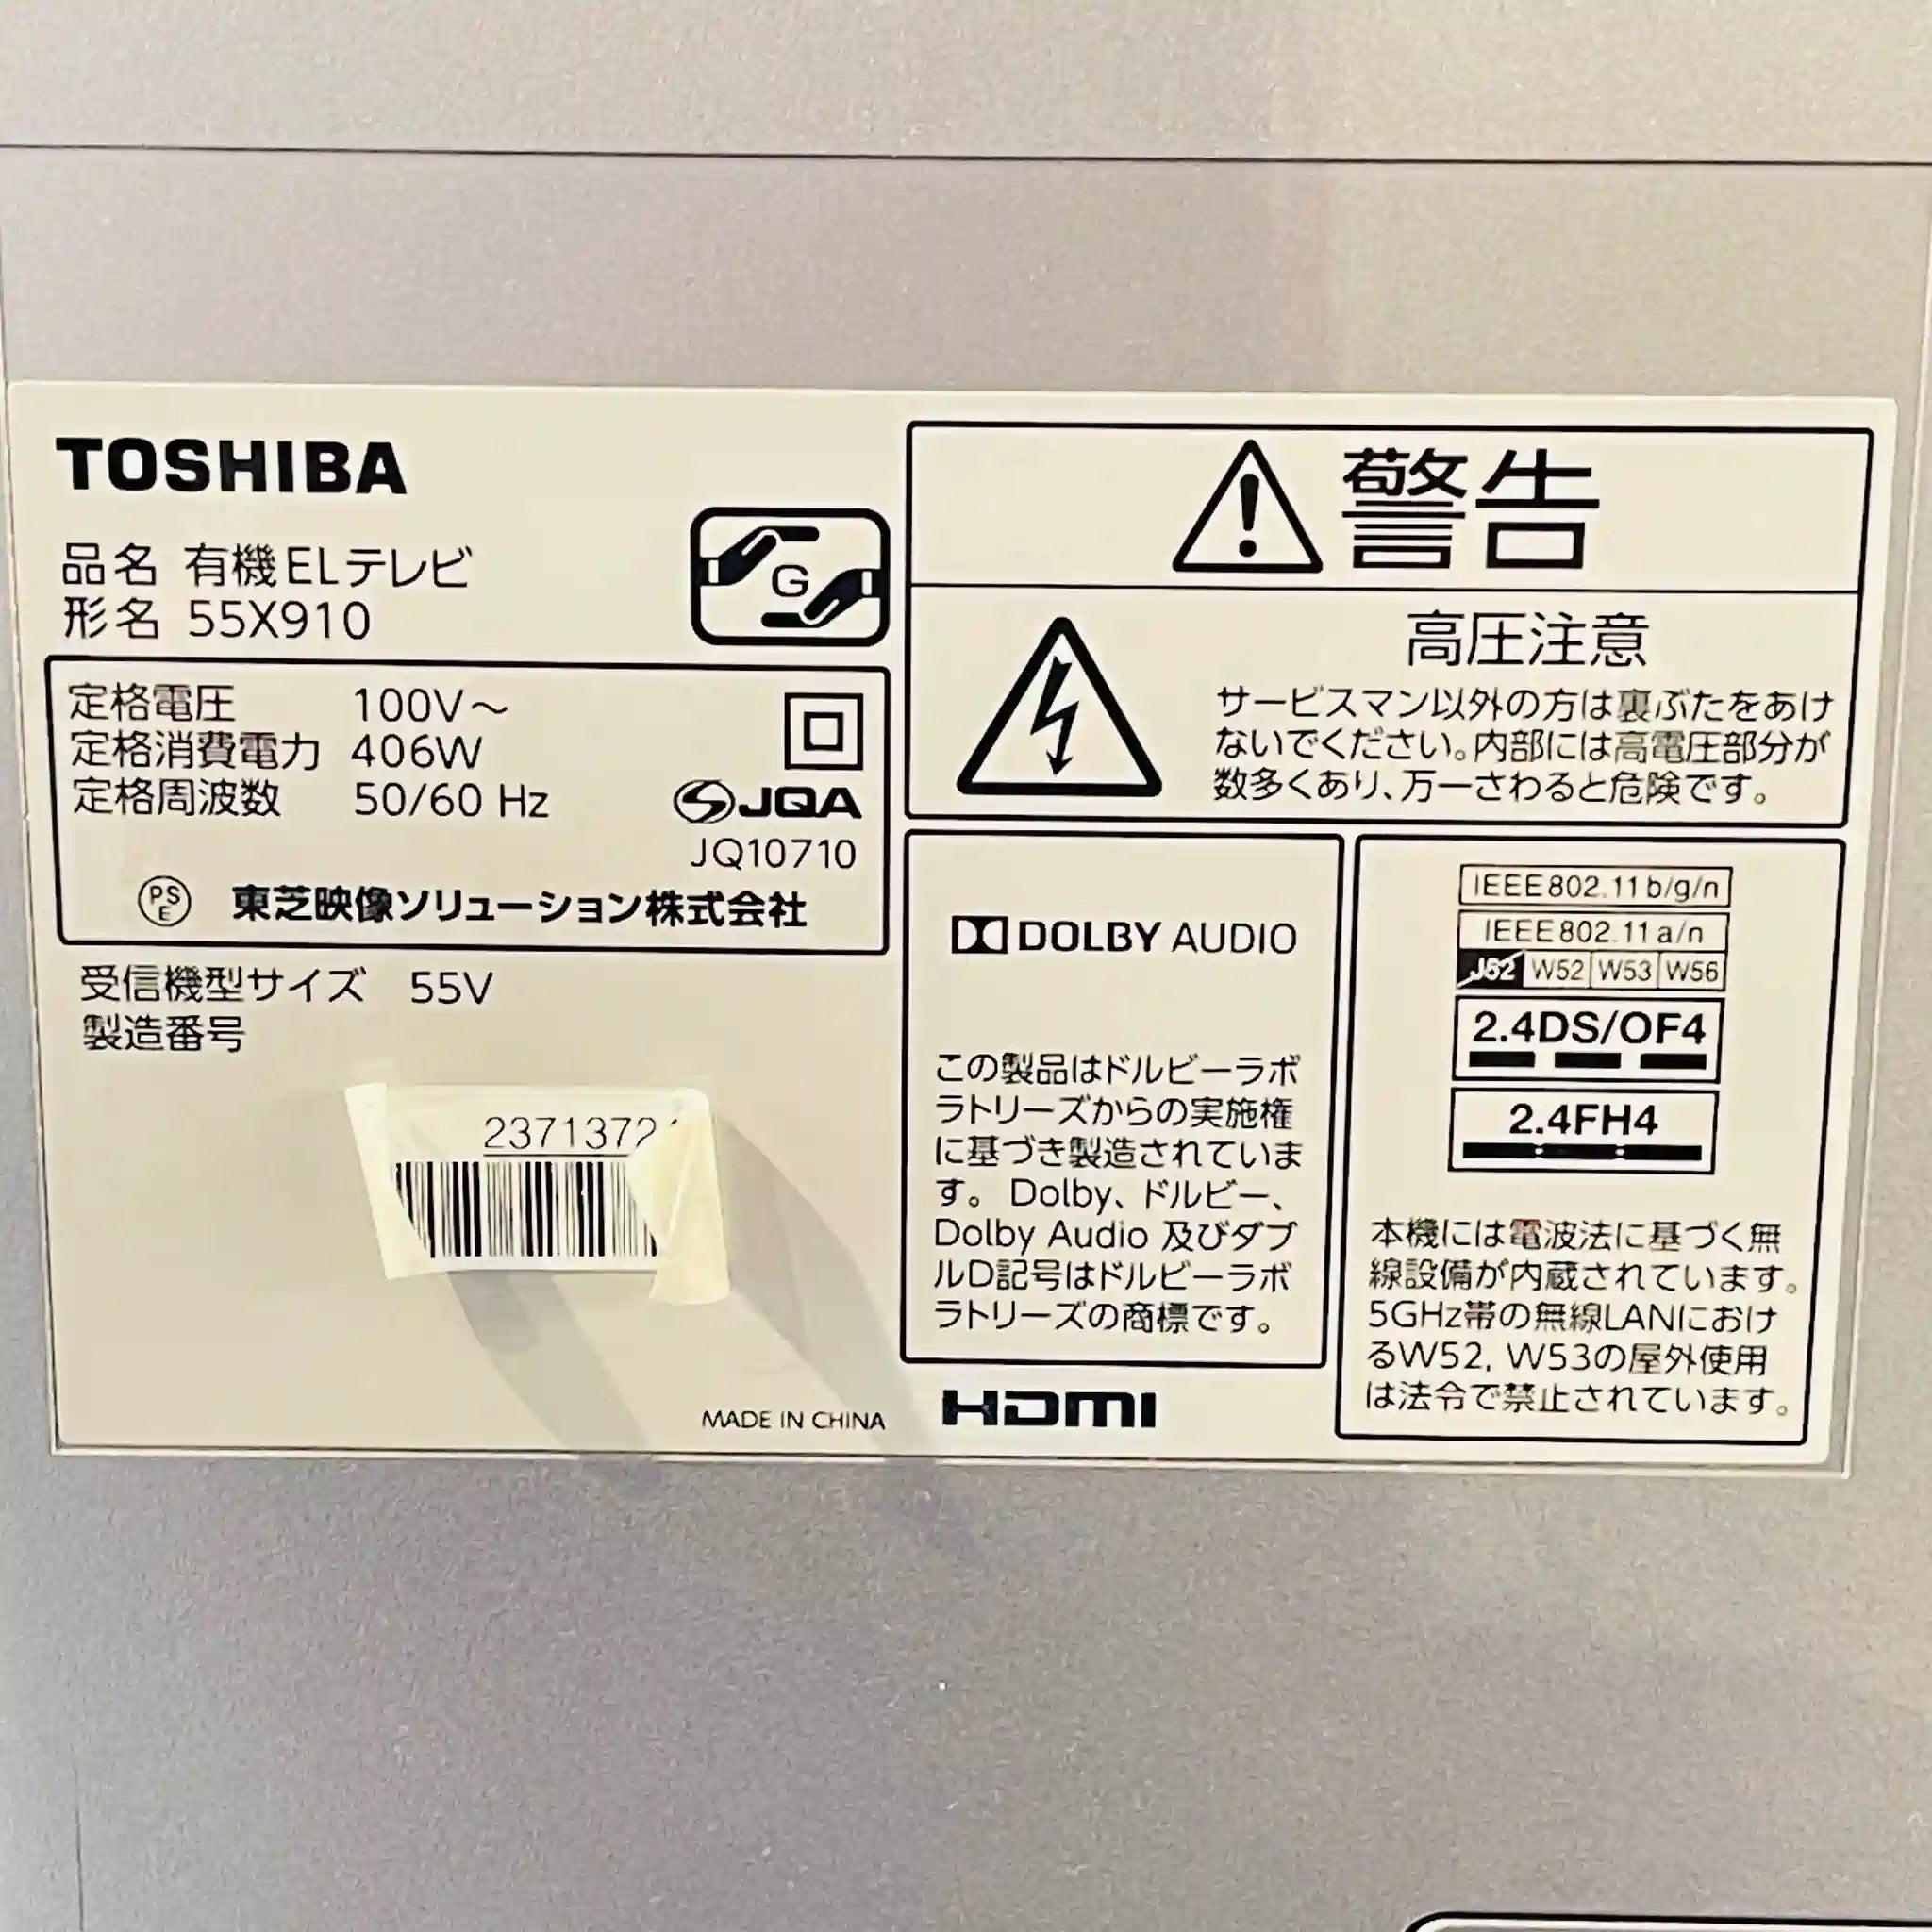 TOSHIBA
品名 有機ELテレビ
形名 55X910
G
定格電圧 100V～
定格消費電力 406W
定格周波数 50/60 Hz
JQA
JQ10710
PS
E
東芝映像ソリューション株式会社
受信機型サイズ 55V
製造番号
2371372
MADE IN CHINA
警告
高圧注意
サービスマン以外の方は裏ぶたをあけ
ないでください。内部には高電圧部分が
数多くあり、万一さわると危険です。
DOLBY AUDIO
この製品はドルビーラボ
ラトリーズからの実施権
に基づき製造されていま
す。 Dolby、ドルビー、
Dolby Audio 及びダブ
ルD記号はドルビーラボ
ラトリーズの商標です。
HDMI
IEEE802.11b/g/n
IEEE802.11a/n
J52 W52 W53 W56
2.4DS/OF4
2.4FH4
本機には電波法に基づく無
線設備が内蔵されています。
5GHz帯の無線LANにおけ
るW52, W53の屋外使用
は法令で禁止されています。